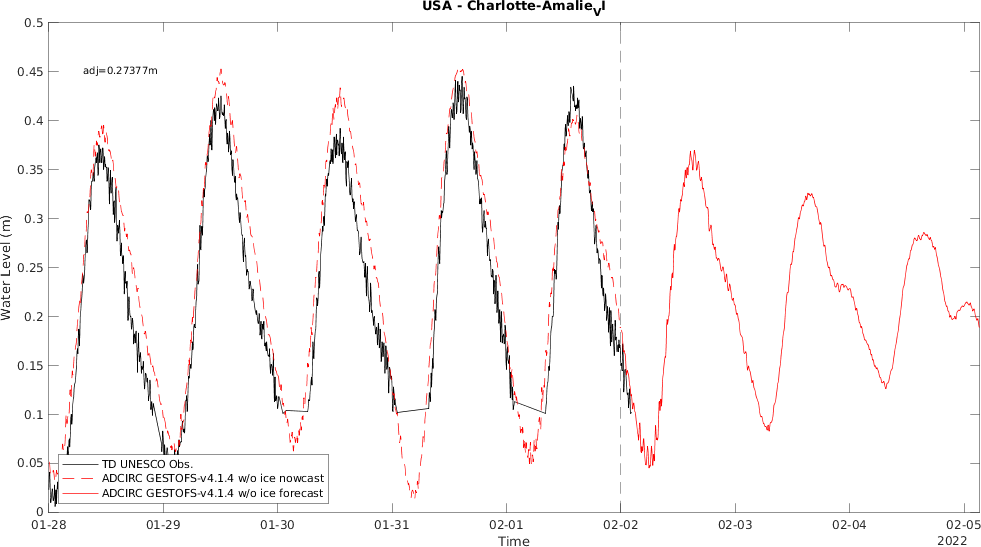 USA - Charlotte-Amalie_VI
0.5
0.45
0.4
0.35
0.3
0.25
0.2
0.15
0.1
0.05
0
Water Level (m)
adj=0.27377m
TD UNESCO Obs.
ADCIRC GESTOFS-v4.1.4 w/o ice nowcast
ADCIRC GESTOFS-v4.1.4 w/o ice forecast
01-28 01-29 01-30 01-31 02-01 02-02 02-03 02-04 02-05
Time
2022